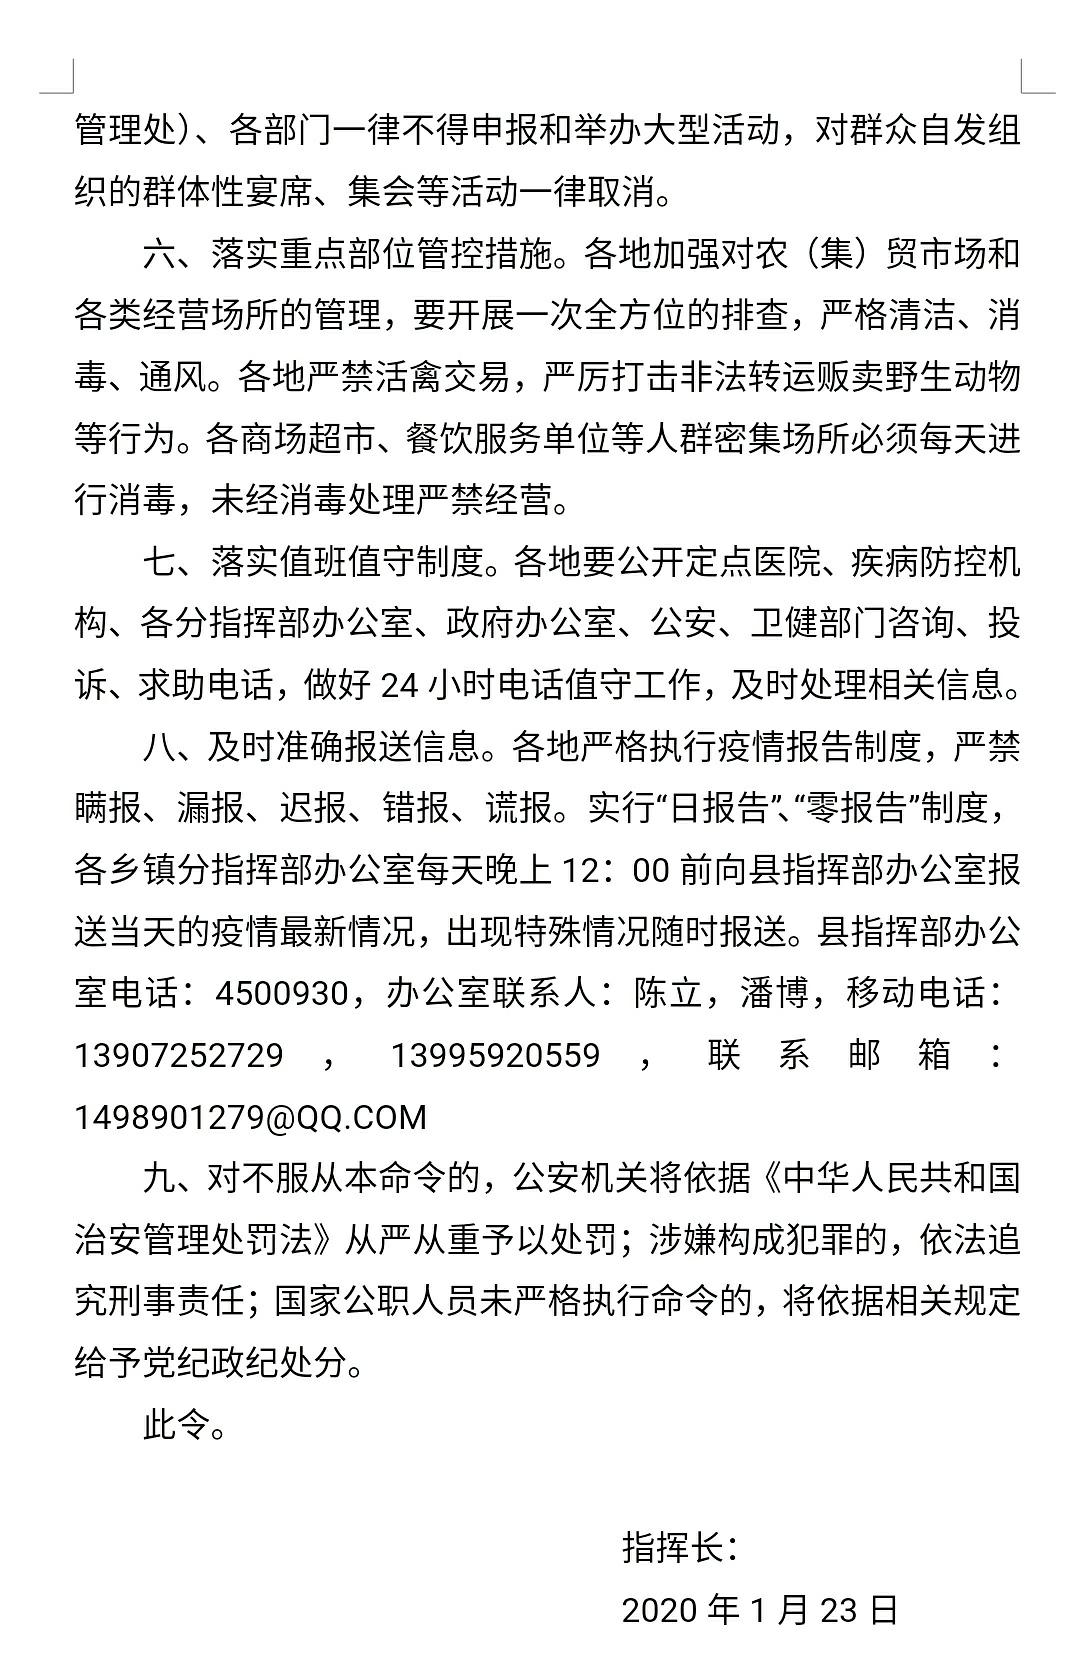 管理处）、各部门一律不得申报和举办大型活动，对群众自发组
织的群体性宴席、集会等活动一律取消。
六、落实重点部位管控措施。各地加强对农（集）贸市场和
各类经营场所的管理，要开展一次全方位的排查，严格清洁、消
毒、通风。各地严禁活禽交易，严厉打击非法转运贩卖野生动物
等行为。各商场超市、餐饮服务单位等人群密集场所必须每天进
行消毒，未经消毒处理严禁经营。
七、落实值班值守制度。各地要公开定点医院、疾病防控机
构、各分指挥部办公室、政府办公室、公安、卫健部门咨询、投
诉、求助电话，做好 24 小时电话值守工作，及时处理相关信息。
八、及时准确报送信息。各地严格执行疫情报告制度，严禁
瞒报、漏报、迟报、错报、谎报。实行“日报告”、“零报告”制度，
各乡镇分指挥部办公室每天晚上 12：00 前向县指挥部办公室报
送当天的疫情最新情况，出现特殊情况随时报送。县指挥部办公
室电话：4500930，办公室联系人：陈立，潘博，移动电话：
13907252729 ， 13995920559 ， 联 系 邮 箱 ：
1498901279@QQ.COM
九、对不服从本命令的，公安机关将依据《中华人民共和国
治安管理处罚法》从严从重予以处罚；涉嫌构成犯罪的，依法追
究刑事责任；国家公职人员未严格执行命令的，将依据相关规定
给予党纪政纪处分。
此令。
指挥长：
2020 年 1 月 23 日